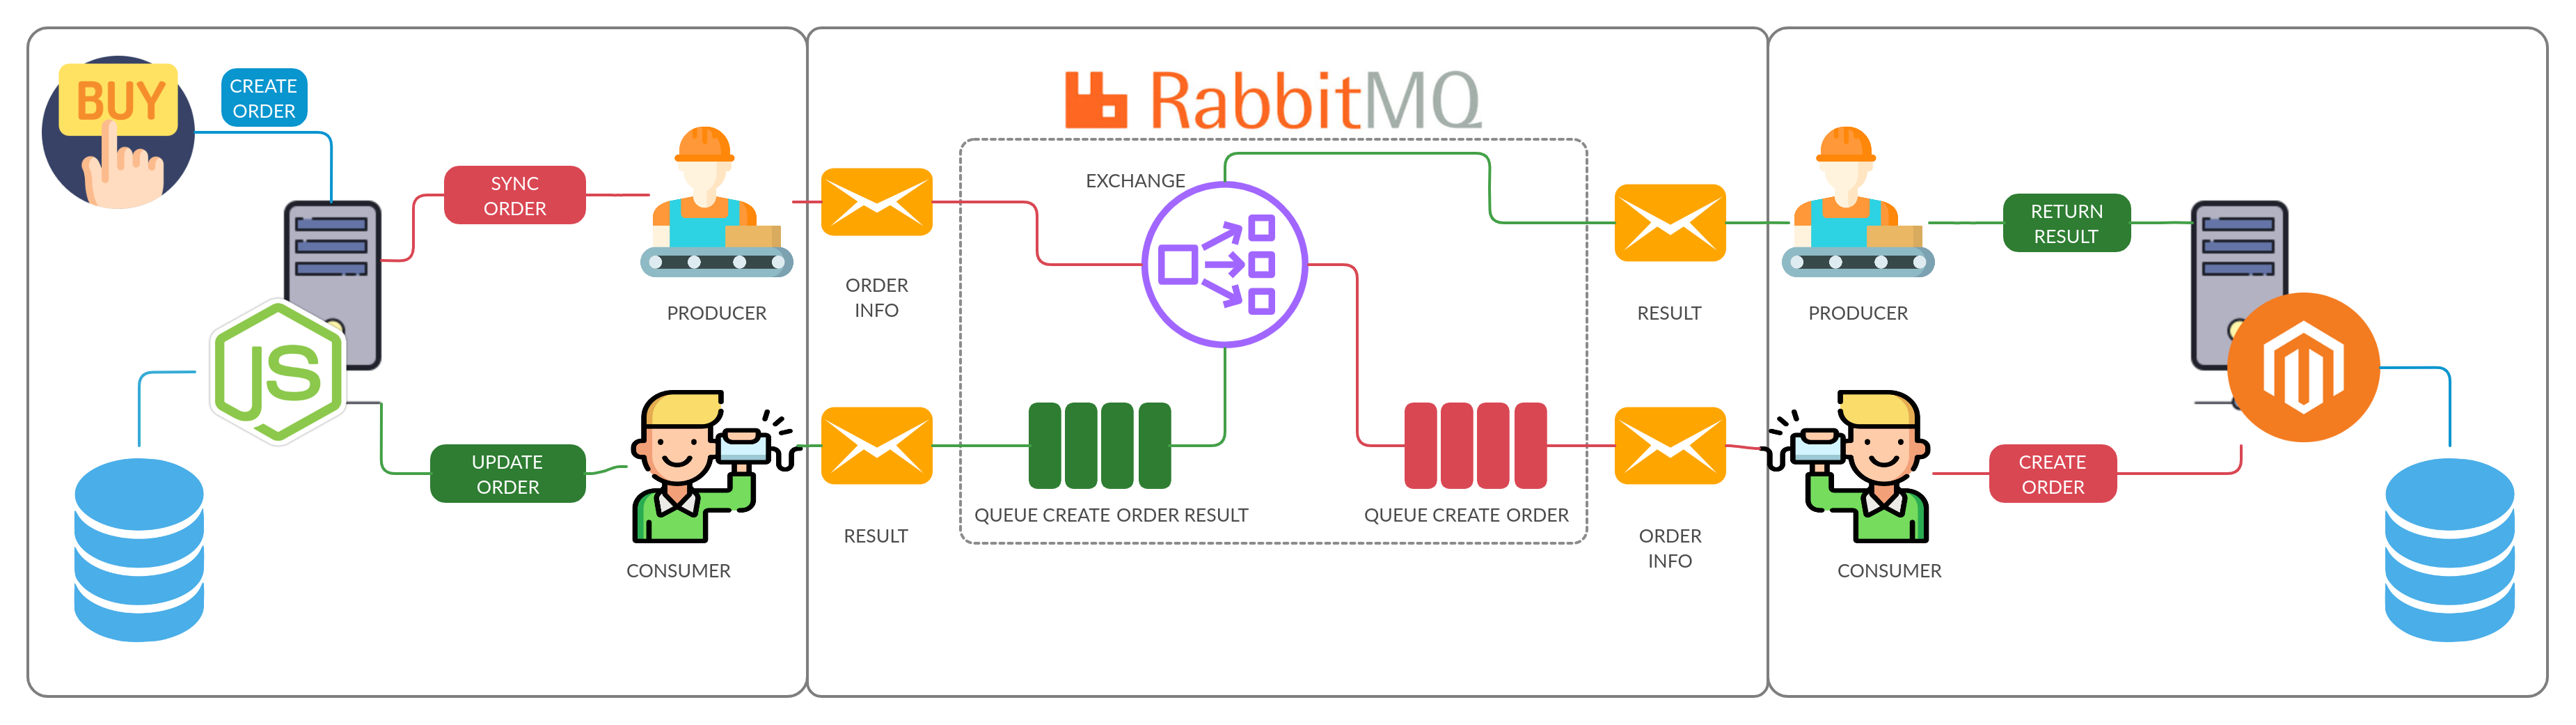 BUY
CREATE
ORDER
SYNC
ORDER
PRODUCER
JS
UPDATE
ORDER
CONSUMER
RabbitMQ
EXCHANGE
ORDER
INFO
RESULT
QUEUE CREATE ORDER RESULT
QUEUE CREATE ORDER
RESULT
ORDER
INFO
PRODUCER
RETURN
RESULT
CREATE
ORDER
CONSUMER